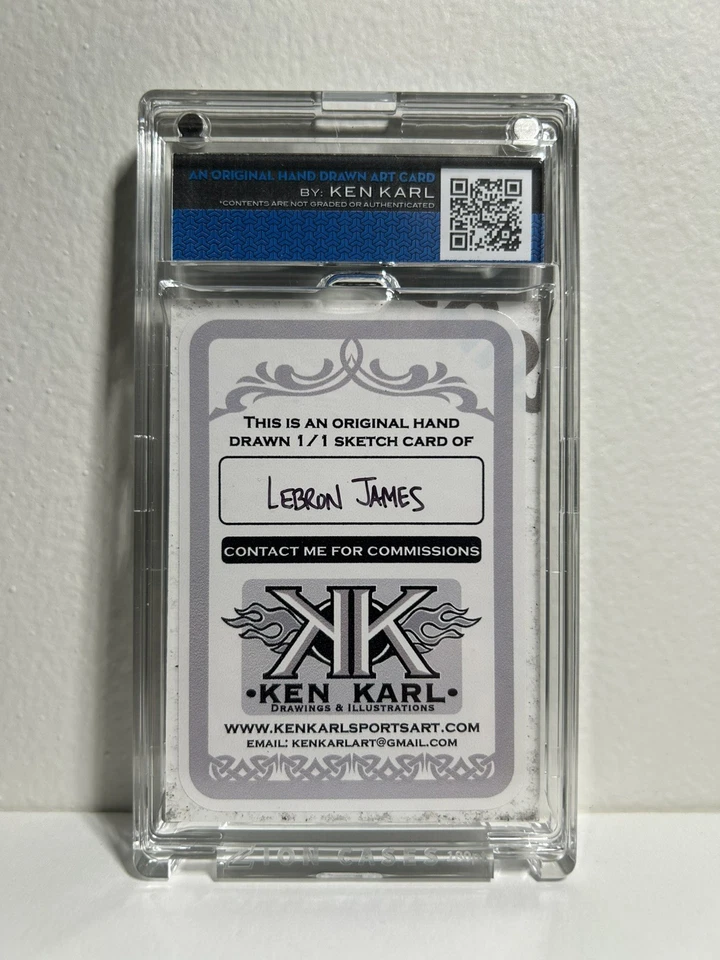 AN ORIGINAL HAND DRAWN ART CARD
BY: KEN KARL
*CONTENTS ARE NOT GRADED OR AUTHENTICATED
THIS IS AN ORIGINAL HAND
DRAWN 1/1 SKETCH CARD OF
LEBRON JAMES
CONTACT ME FOR COMMISSIONS
KK
•KEN KARL•
DRAWINGS & ILLUSTRATIONS
WWW.KENKARLSPORTSART.COM
EMAIL: KENKARLART@GMAIL.COM
ZION CASES